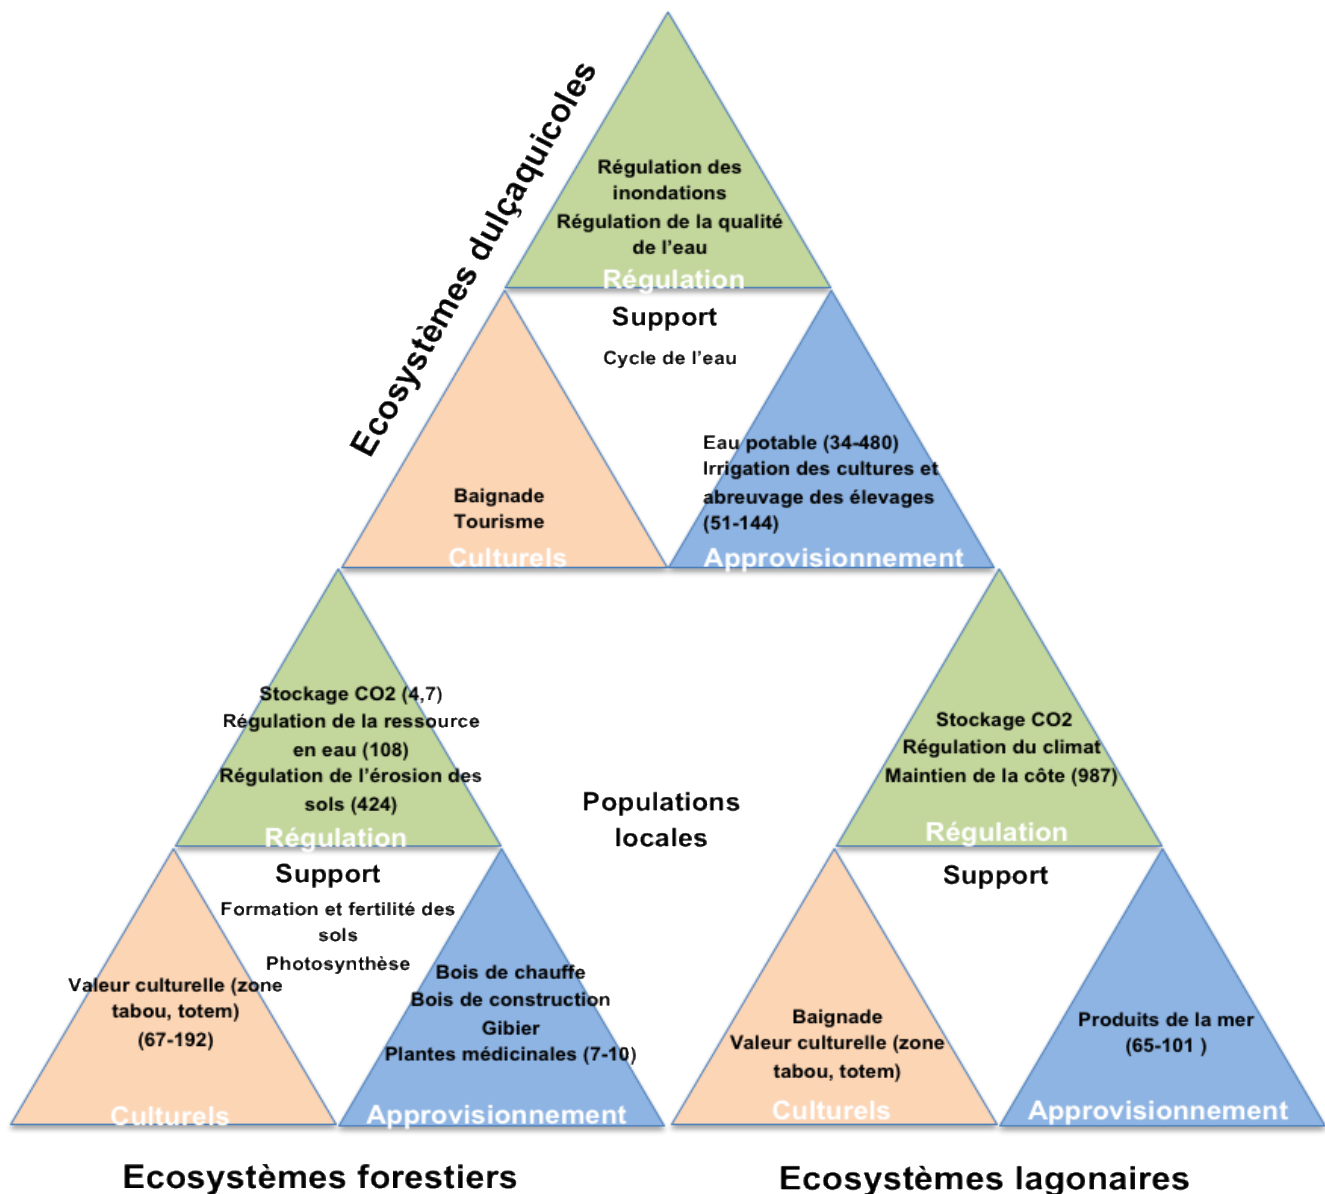 Ecosystèmes dulçaquicoles
Régulation des
inondations
Régulation de la qualité
de l'eau
Régulation
Support
Cycle de l'eau
Baignade
Tourisme
Culturels
Eau potable (34-480)
Irrigation des cultures et
abreuvage des élevages
(51-144)
Approvisionnement
Stockage CO2 (4,7)
Régulation de la ressource
en eau (108)
Régulation de l'érosion des
sols (424)
Régulation
Support
Formation et fertilité des
sols
Photosynthèse
Valeur culturelle (zone
tabou, totem)
(67-192)
Culturels
Bois de chauffe
Bois de construction
Gibier
Plantes médicinales (7-10)
Approvisionnement
Ecosystèmes forestiers
Populations
locales
Stockage CO2
Régulation du climat
Maintien de la côte (987)
Régulation
Support
Baignade
Valeur culturelle (zone
tabou, totem)
Culturels
Produits de la mer
(65-101 )
Approvisionnement
Ecosystèmes lagonaires